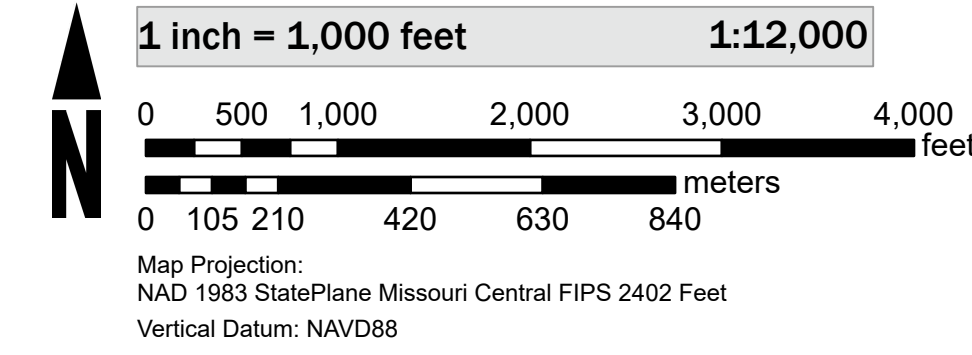 1 inch = 1,000 feet 1:12,000
0 500 1,000 2,000 3,000 4,000
feet
meters
0 105 210 420 630 840
N
Map Projection:
NAD 1983 StatePlane Missouri Central FIPS 2402 Feet
Vertical Datum: NAVD88